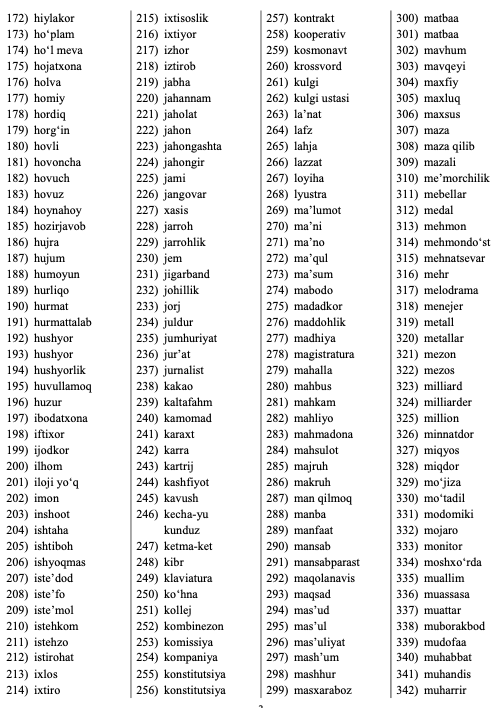 172) hiylakor
173) ho‘plam
174) ho‘l meva
175) hojatxona
176) holva
177) homiy
178) hordiq
179) horg‘in
180) hovli
181) hovoncha
182) hovuch
183) hovuz
184) hoynahoy
185) hozirjavob
186) hujra
187) hujum
188) humoyun
189) hurliqo
190) hurmat
191) hurmattalab
192) hushyor
193) hushyor
194) hushyorlik
195) huvullamoq
196) huzur
197) ibodatxona
198) iftixor
199) ijodkor
200) ilhom
201) iloji yo‘q
202) imon
203) inshoot
204) ishtaha
205) ishtiboh
206) ishyoqmas
207) iste’dod
208) iste’fo
209) iste’mol
210) istehkom
211) istehzo
212) istirohat
213) ixlos
214) ixtiro
215) ixtisoslik
216) ixtiyor
217) izhor
218) iztirob
219) jabha
220) jahannam
221) jaholat
222) jahon
223) jahongashta
224) jahongir
225) jami
226) jangovar
227) xasis
228) jarroh
229) jarrohlik
230) jem
231) jigarband
232) johillik
233) jorj
234) juldur
235) jumhuriyat
236) jur’at
237) jurnalist
238) kakao
239) kaltafahm
240) kamomad
241) karaxt
242) karra
243) kartrij
244) kashfiyot
245) kavush
246) kecha-yu
kunduz
247) ketma-ket
248) kibr
249) klaviatura
250) ko‘hna
251) kollej
252) kombinezon
253) komissiya
254) kompaniya
255) konstitutsiya
256) konstitutsiya
257) kontrakt
258) kooperativ
259) kosmonavt
260) krossvord
261) kulgi
262) kulgi ustasi
263) la’nat
264) lafz
265) lahja
266) lazzat
267) loyiha
268) lyustra
269) ma’lumot
270) ma’ni
271) ma’no
272) ma’qul
273) ma’sum
274) mabodo
275) madadkor
276) maddohlik
277) madhiya
278) magistratura
279) mahalla
280) mahbus
281) mahkam
282) mahliyo
283) mahmadona
284) mahsulot
285) majruh
286) makruh
287) man qilmoq
288) manba
289) manfaat
290) mansab
291) mansabparast
292) maqolanavis
293) maqsad
294) mas’ud
295) mas’ul
296) mas’uliyat
297) mash’um
298) mashhur
299) masxaraboz
300) matbaa
301) matbaa
302) mavhum
303) mavqeyi
304) maxfiy
305) maxluq
306) maxsus
307) maza
308) maza qilib
309) mazali
310) me’morchilik
311) mebellar
312) medal
313) mehmon
314) mehmondo‘st
315) mehnatsevar
316) mehr
317) melodrama
318) menejer
319) metall
320) metallar
321) mezon
322) mezos
323) milliard
324) milliarder
325) million
326) minnatdor
327) miqyos
328) miqdor
329) mo‘jiza
330) mo‘tadil
331) modomiki
332) mojaro
333) monitor
334) moshxo‘rda
335) muallim
336) muassasa
337) muattar
338) muborakbod
339) mudofaa
340) muhabbat
341) muhandis
342) muharrir